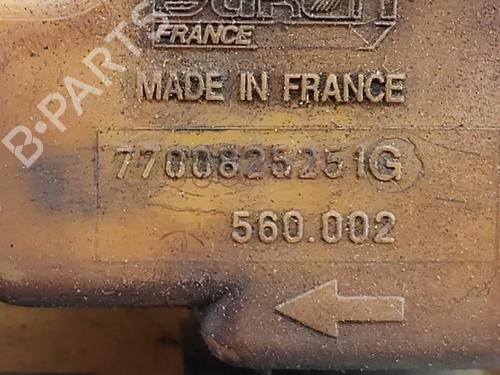 FRANCE
MADE IN FRANCE
7700825251G
560.002
B-PARTS